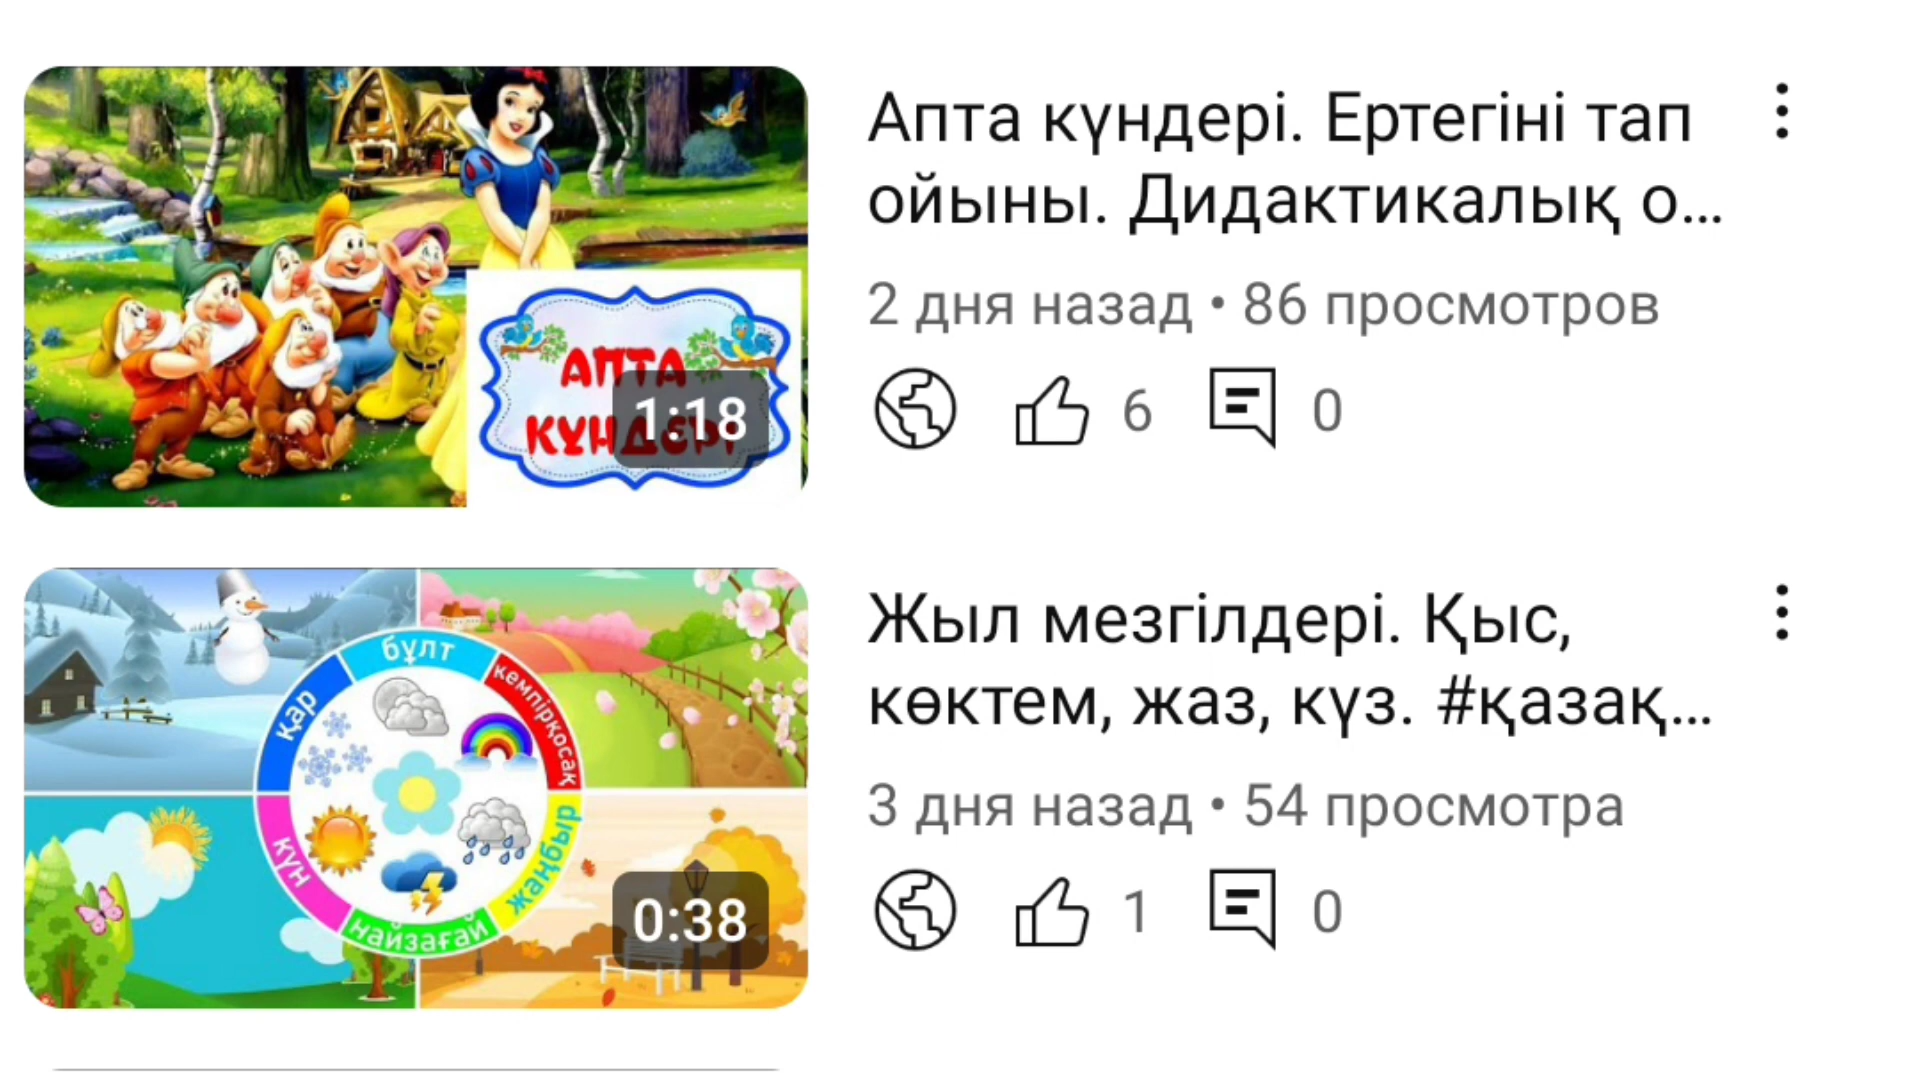 Апта күндері. Ертегіні тап
ойыны. Дидактикалық о...
2 дня назад • 86 просмотров
6 0
АПТА
КҮНДЕРІ
1:18
Жыл мезгілдері. Қыс,
көктем, жаз, күз. #қазақ...
3 дня назад • 54 просмотра
1 0
бұлт
кемпірқосақ
жаңбыр
найзағай
күн
қар
0:38